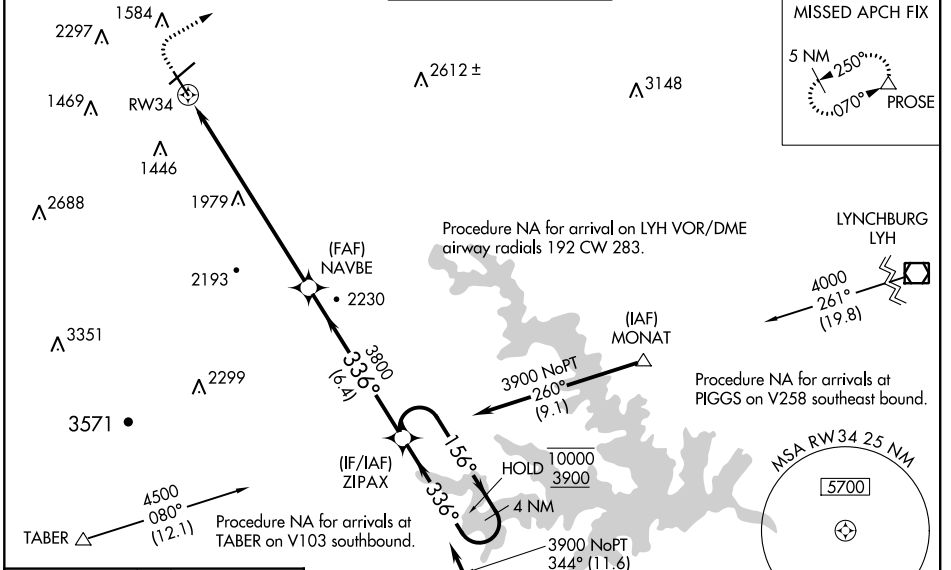 1584
2297
1469
RW34
1446
2688
1979
2612 ±
3148
MISSED APCH FIX
5 NM
250°
070°
PROSE
Procedure NA for arrival on LYH VOR/DME
airway radials 192 CW 283.
LYNCHBURG
LYH
4000
261°
(19.8)
(FAF)
NAVBE
2193
2230
3351
2299
3571
3800
336°
(6.4)
(IAF)
MONAT
3900 NoPT
260°
(9.1)
Procedure NA for arrivals at
PIGGS on V258 southeast bound.
(IF/IAF)
ZIPAX
156°
336°
HOLD
10000
3900
4 NM
MSA RW34 25 NM
5700
4500
080°
(12.1)
TABER
Procedure NA for arrivals at
TABER on V103 southbound.
3900 NoPT
344° (11.6)